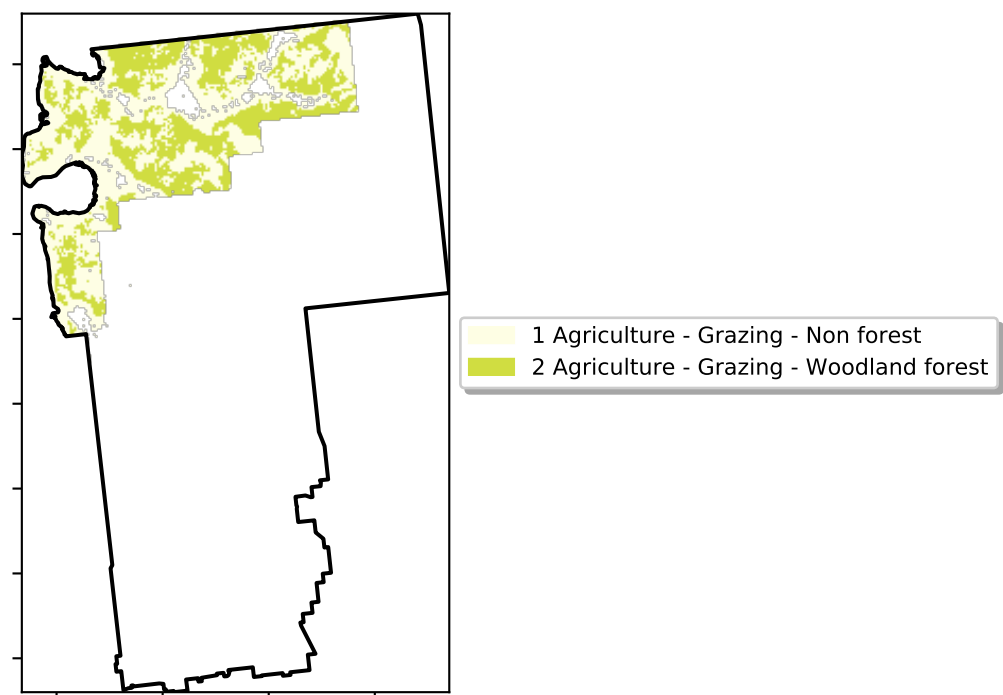 1 Agriculture - Grazing - Non forest
2 Agriculture - Grazing - Woodland forest